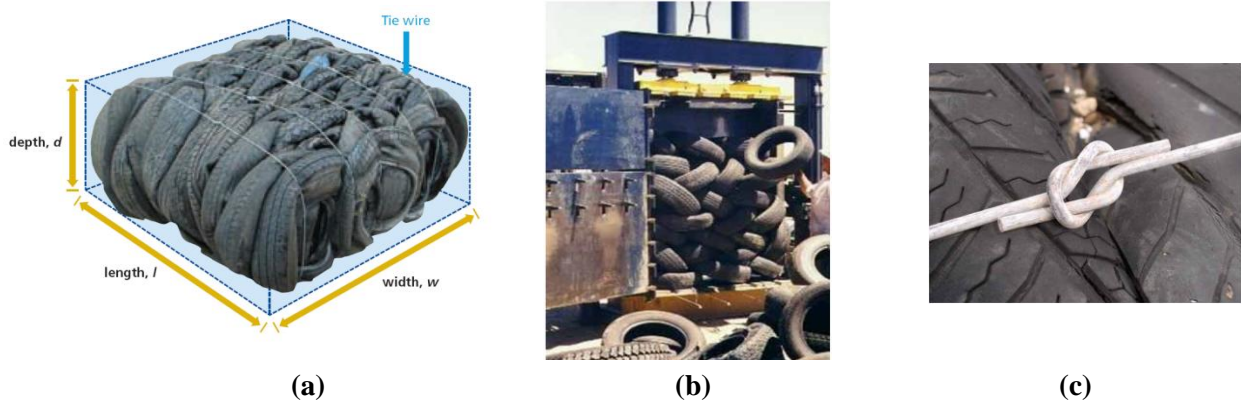 Tie wire
depth, d
length, l
width, w
(a)
(b)
(c)